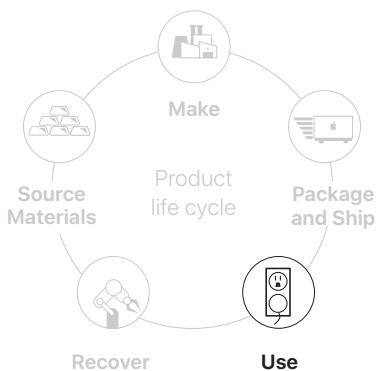 Make
Source
Materials
Product
life cycle
Package
and Ship
Recover
Use